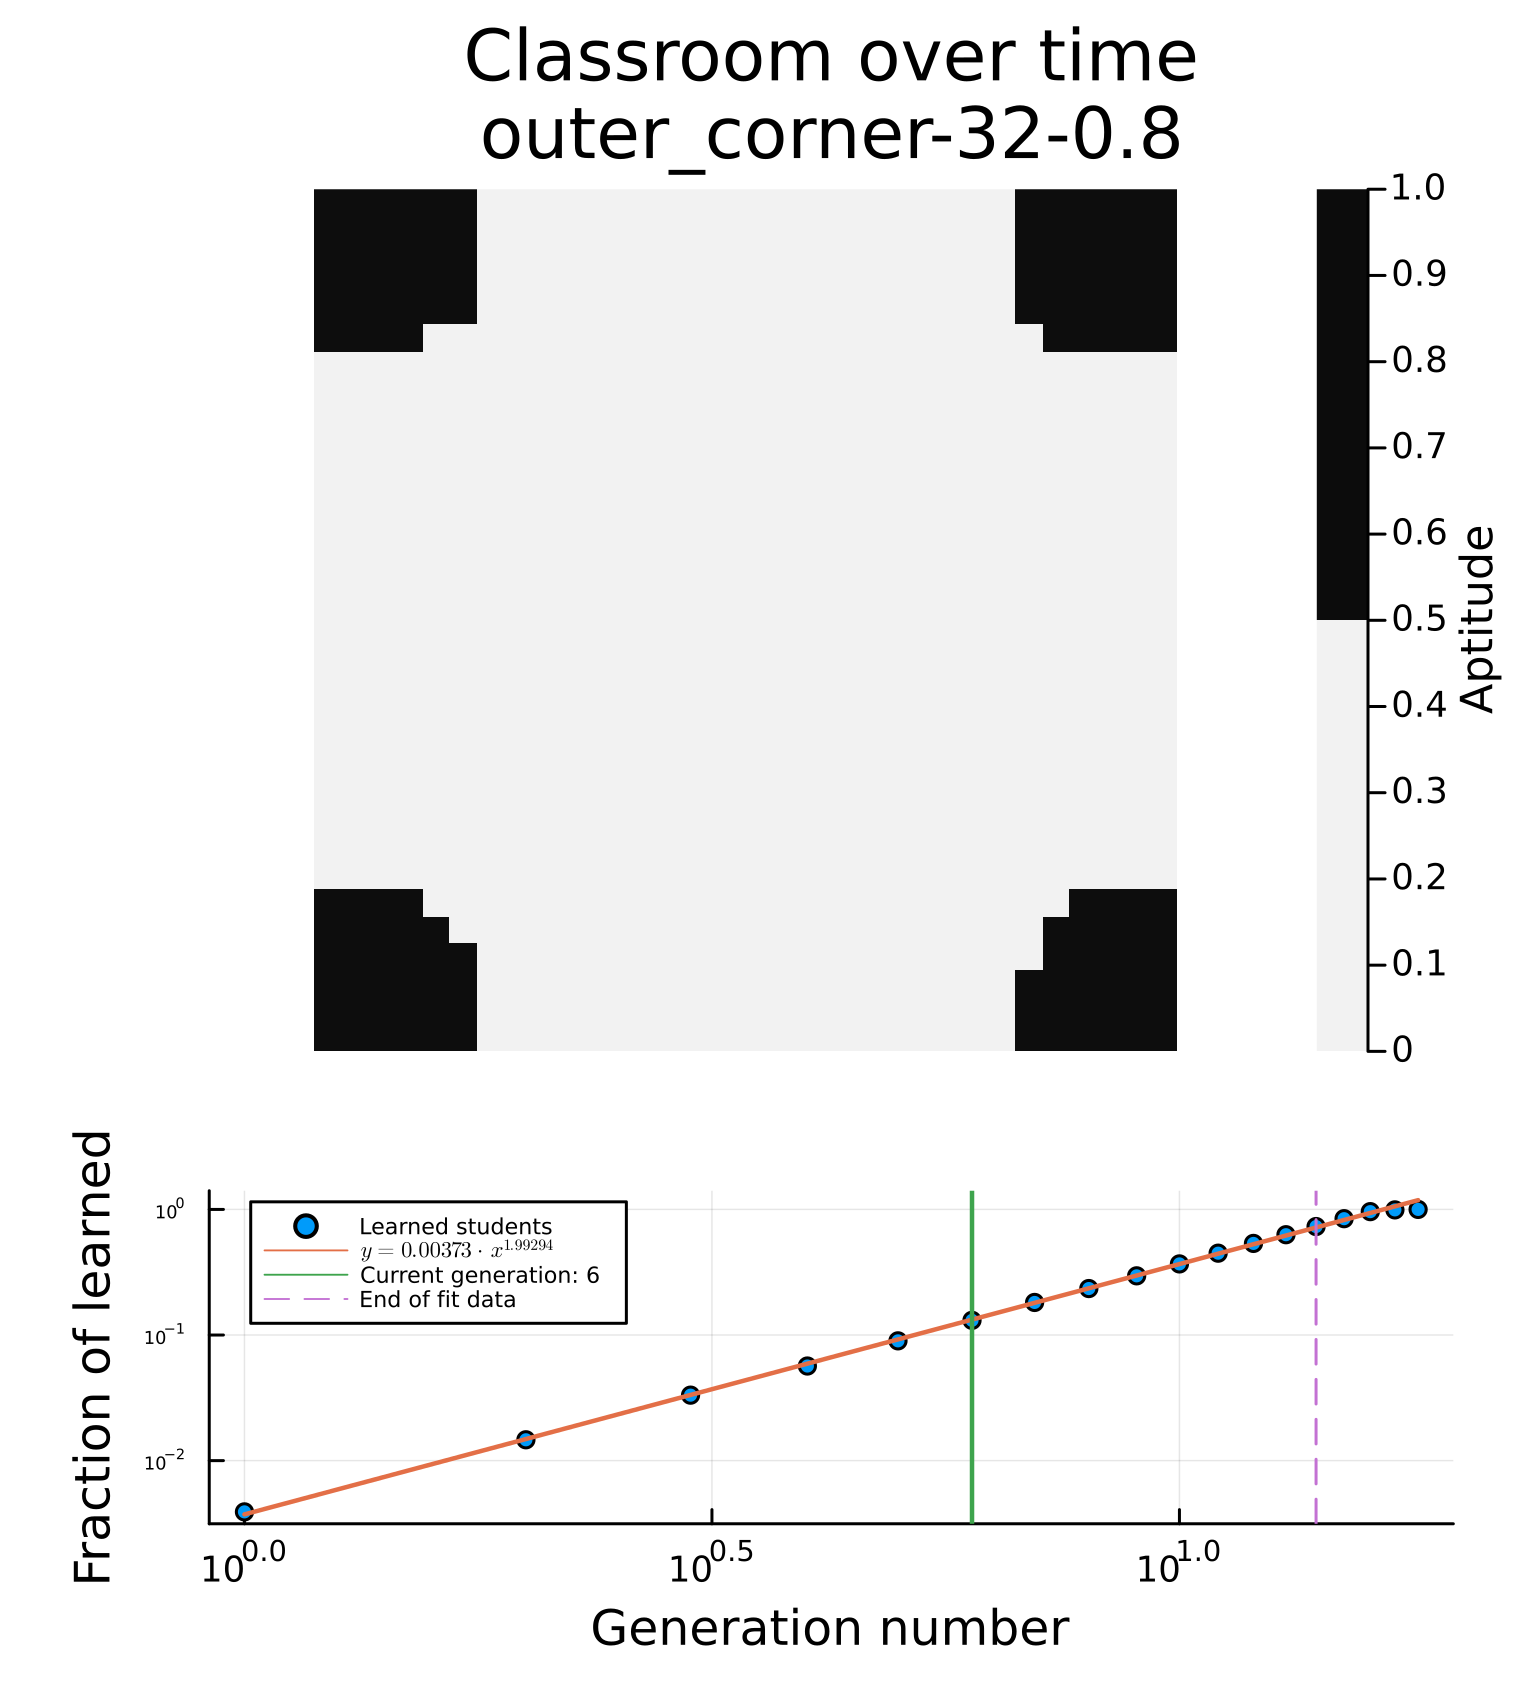 Classroom over time
outer_corner-32-0.8
1.0
0.9
0.8
0.7
0.6
0.5
0.4
0.3
0.2
0.1
0
Aptitude
Fraction of learned
10⁰
10⁻¹
10⁻²
Learned students
y = 0.00373 · x^1.99294
Current generation: 6
End of fit data
10^0.0
10^0.5
10^1.0
Generation number